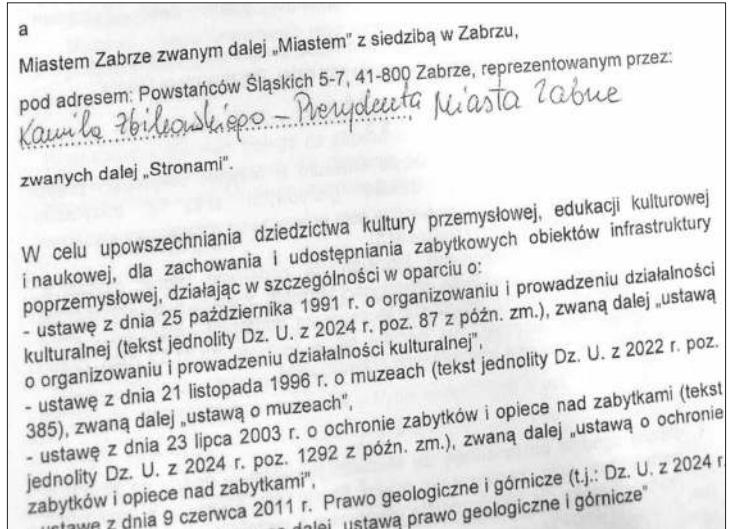 a
Miastem Zabrze zwanym dalej „Miastem” z siedzibą w Zabrzu,
pod adresem: Powstańców Śląskich 5-7, 41-800 Zabrze, reprezentowanym przez:
Kamila Żbikowskiego – Prezydenta Miasta Zabrze
zwanych dalej „Stronami”.
W celu upowszechniania dziedzictwa kultury przemysłowej, edukacji kulturowej
i naukowej, dla zachowania i udostępniania zabytkowych obiektów infrastruktury
poprzemysłowej, działając w szczególności w oparciu o:
- ustawę z dnia 25 października 1991 r. o organizowaniu i prowadzeniu działalności
kulturalnej (tekst jednolity Dz. U. z 2024 r. poz. 87 z późn. zm.), zwaną dalej „ustawą
o organizowaniu i prowadzeniu działalności kulturalnej”,
- ustawę z dnia 21 listopada 1996 r. o muzeach (tekst jednolity Dz. U. z 2022 r. poz.
385), zwaną dalej „ustawą o muzeach”,
- ustawę z dnia 23 lipca 2003 r. o ochronie zabytków i opiece nad zabytkami (tekst
jednolity Dz. U. z 2024 r. poz. 1292 z późn. zm.), zwaną dalej „ustawą o ochronie
zabytków i opiece nad zabytkami”,
- ustawę z dnia 9 czerwca 2011 r. Prawo geologiczne i górnicze (t.j.: Dz. U. z 2024 r.
dalej „ustawą prawo geologiczne i górnicze”